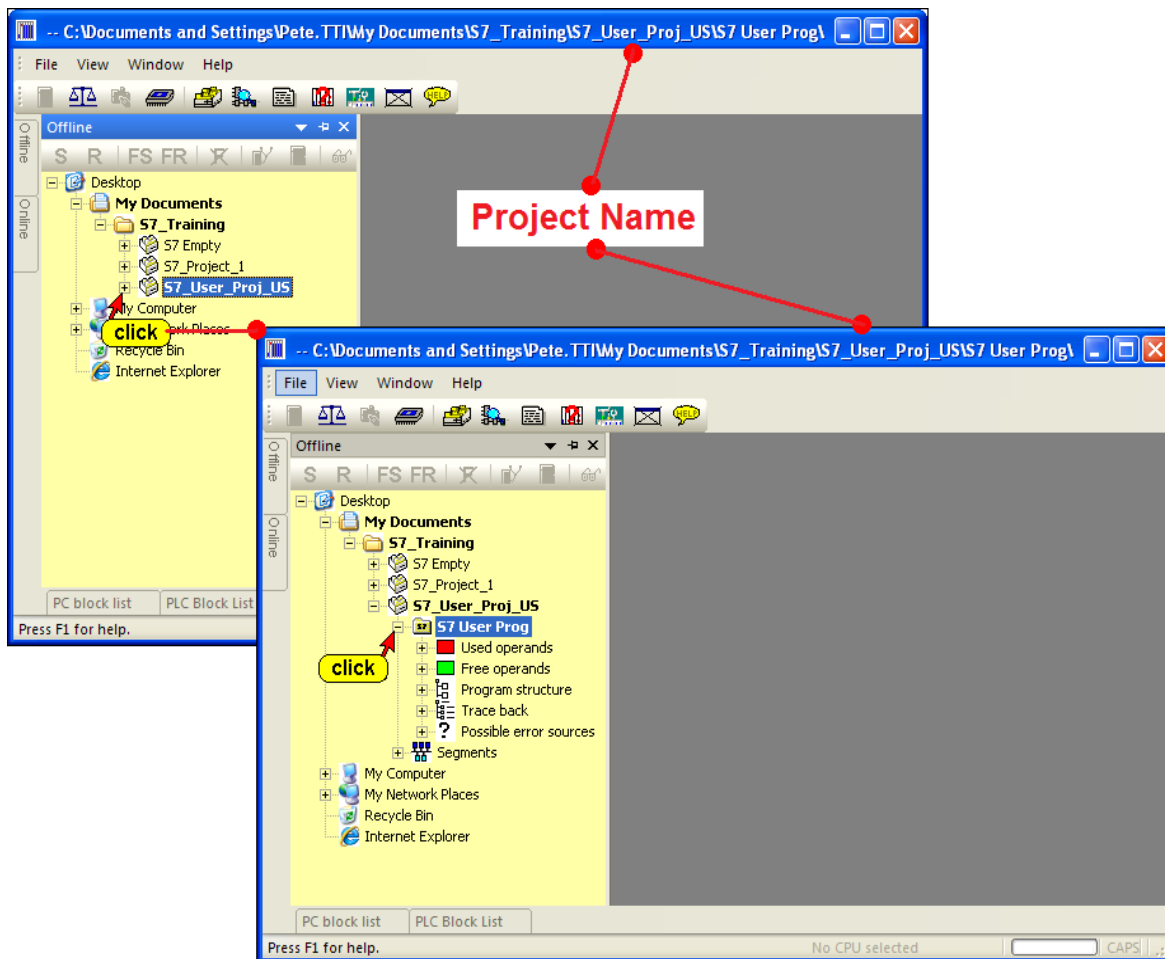 -- C:\Documents and Settings\Pete.TTI\My Documents\S7_Training\S7_User_Proj_US\S7 User Prog\
File View Window Help
HELP
Offline
Offline
Online
S R FS FR
Desktop
My Documents
S7_Training
S7 Empty
S7_Project_1
S7_User_Proj_US
My Computer
click
work Places
Recycle Bin
Internet Explorer
PC block list PLC Block List
Press F1 for help.
Project Name
-- C:\Documents and Settings\Pete.TTI\My Documents\S7_Training\S7_User_Proj_US\S7 User Prog\
File View Window Help
HELP
Offline
Offline
Online
S R FS FR
Desktop
My Documents
S7_Training
S7 Empty
S7_Project_1
S7_User_Proj_US
S7 User Prog
click
Used operands
Free operands
Program structure
Trace back
? Possible error sources
Segments
My Computer
My Network Places
Recycle Bin
Internet Explorer
PC block list PLC Block List
Press F1 for help. No CPU selected CAPS